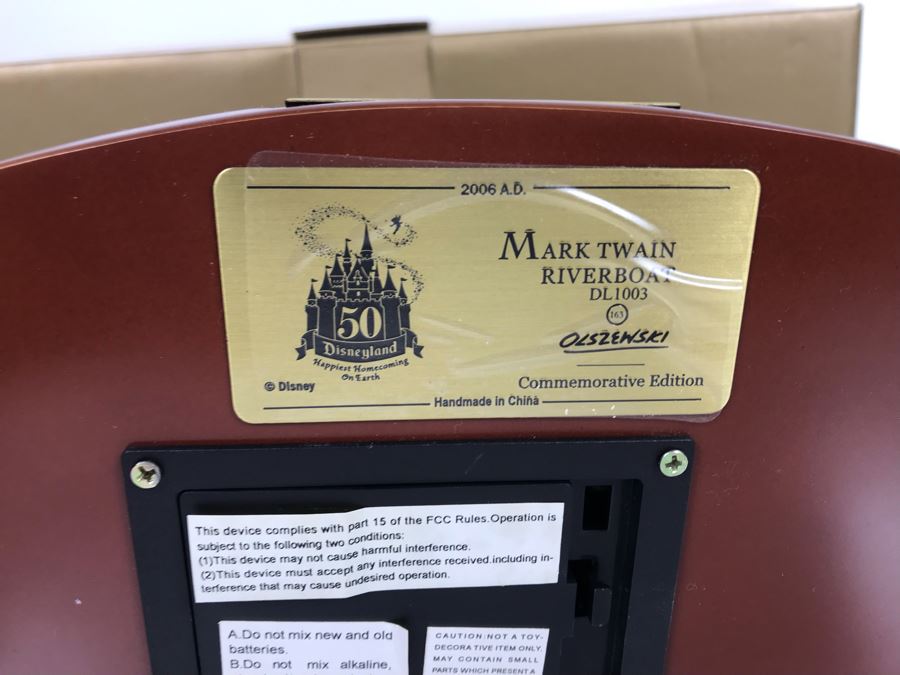 2006 A.D.
MARK TWAIN
RIVERBOAT
DL1003
163
OLSZEWSKI
50
Disneyland
Happiest Homecoming
On Earth
© Disney
Commemorative Edition
Handmade in China
This device complies with part 15 of the FCC Rules.Operation is
subject to the following two conditions:
(1)This device may not cause harmful interference.
(2)This device must accept any interference received.including in-
terference that may cause undesired operation.
A.Do not mix new and old
batteries.
B.Do not mix alkaline,
CAUTION:NOT A TOY-
DECORATIVE ITEM ONLY.
MAY CONTAIN SMALL
PARTS WHICH PRESENT A